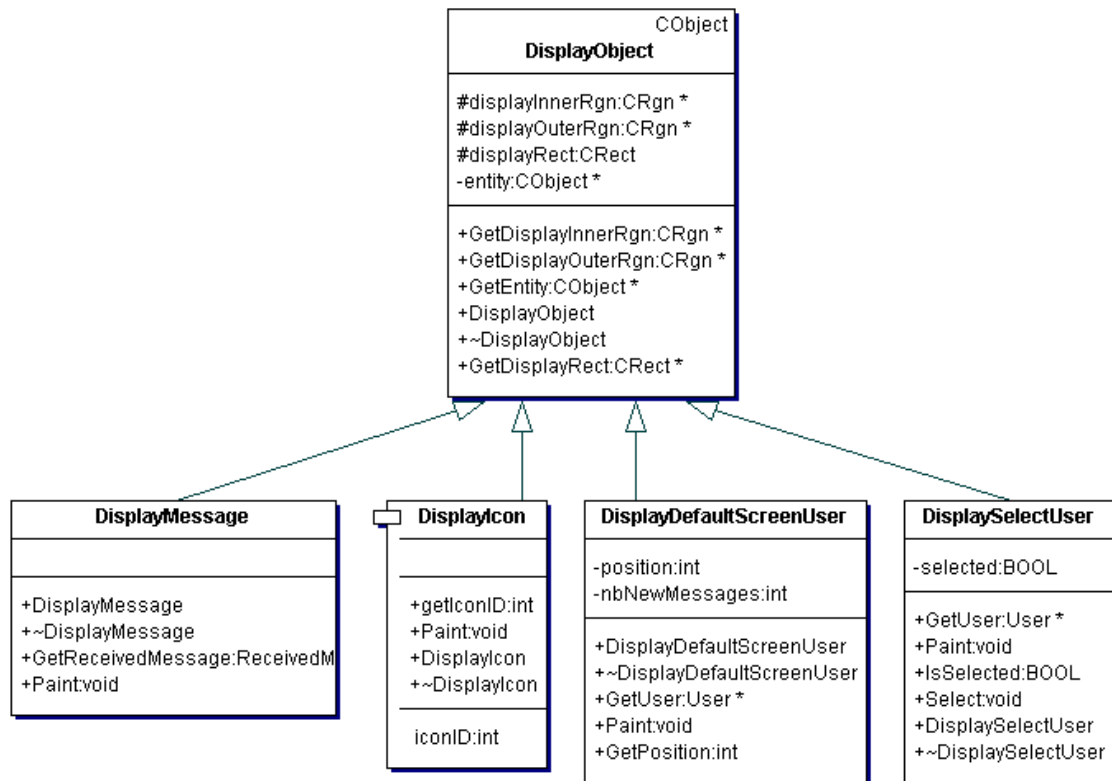 CObject
DisplayObject
#displayInnerRgn:CRgn *
#displayOuterRgn:CRgn *
#displayRect:CRect
-entity:CObject *
+GetDisplayInnerRgn:CRgn *
+GetDisplayOuterRgn:CRgn *
+GetEntity:CObject *
+DisplayObject
+~DisplayObject
+GetDisplayRect:CRect *
DisplayMessage
+DisplayMessage
+~DisplayMessage
+GetReceivedMessage:ReceivedM
+Paint:void
DisplayIcon
+getIconID:int
+Paint:void
+DisplayIcon
+~DisplayIcon
iconID:int
DisplayDefaultScreenUser
-position:int
-nbNewMessages:int
+DisplayDefaultScreenUser
+~DisplayDefaultScreenUser
+GetUser:User *
+Paint:void
+GetPosition:int
DisplaySelectUser
-selected:BOOL
+GetUser:User *
+Paint:void
+IsSelected:BOOL
+Select:void
+DisplaySelectUser
+~DisplaySelectUser